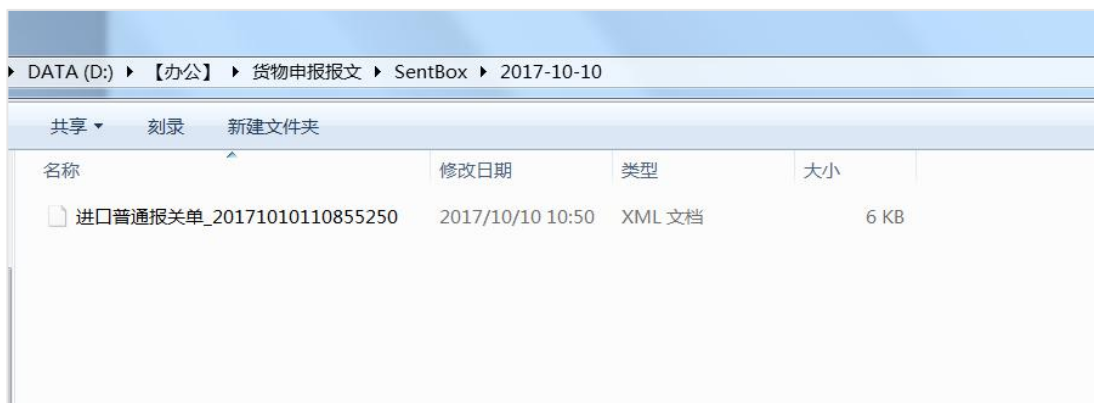 DATA (D:) 【办公】 货物申报报文 SentBox 2017-10-10
共享 刻录 新建文件夹
名称 修改日期 类型 大小
进口普通报关单_20171010110855250 2017/10/10 10:50 XML 文档 6 KB